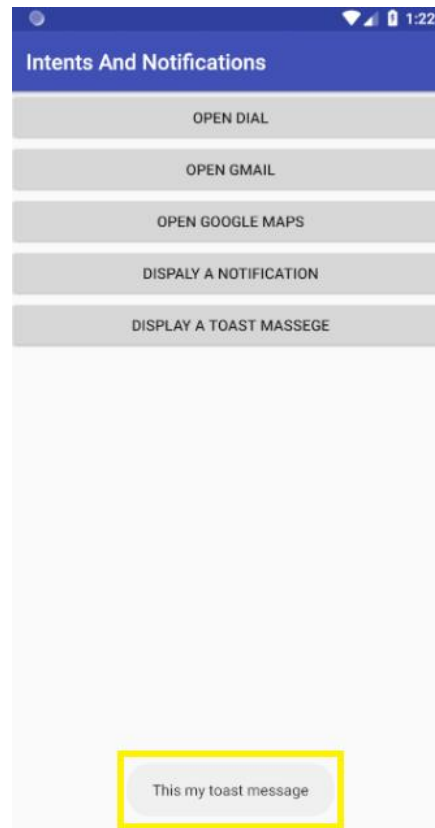 1:22
Intents And Notifications
OPEN DIAL
OPEN GMAIL
OPEN GOOGLE MAPS
DISPALY A NOTIFICATION
DISPLAY A TOAST MASSEGE
This my toast message